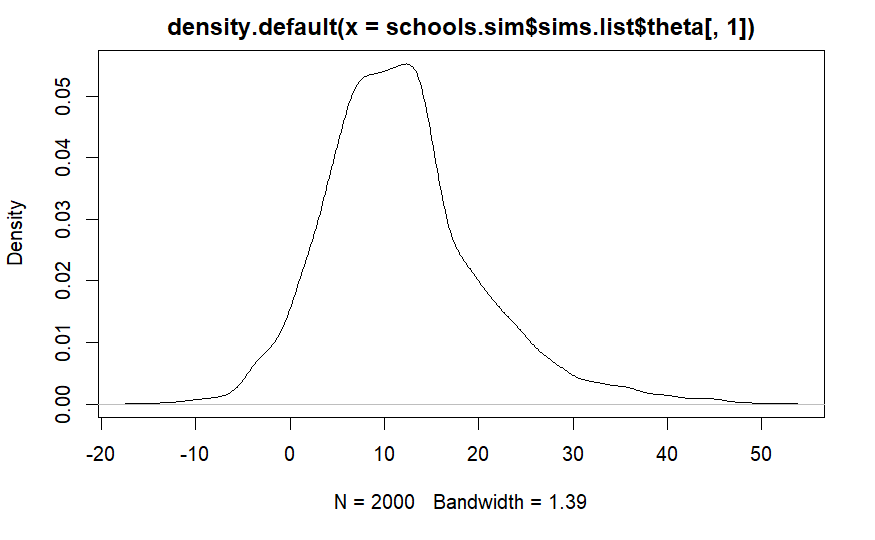 density.default(x = schools.sim$sims.list$theta[, 1])
Density
0.05
0.04
0.03
0.02
0.01
0.00
-20 -10 0 10 20 30 40 50
N = 2000 Bandwidth = 1.39